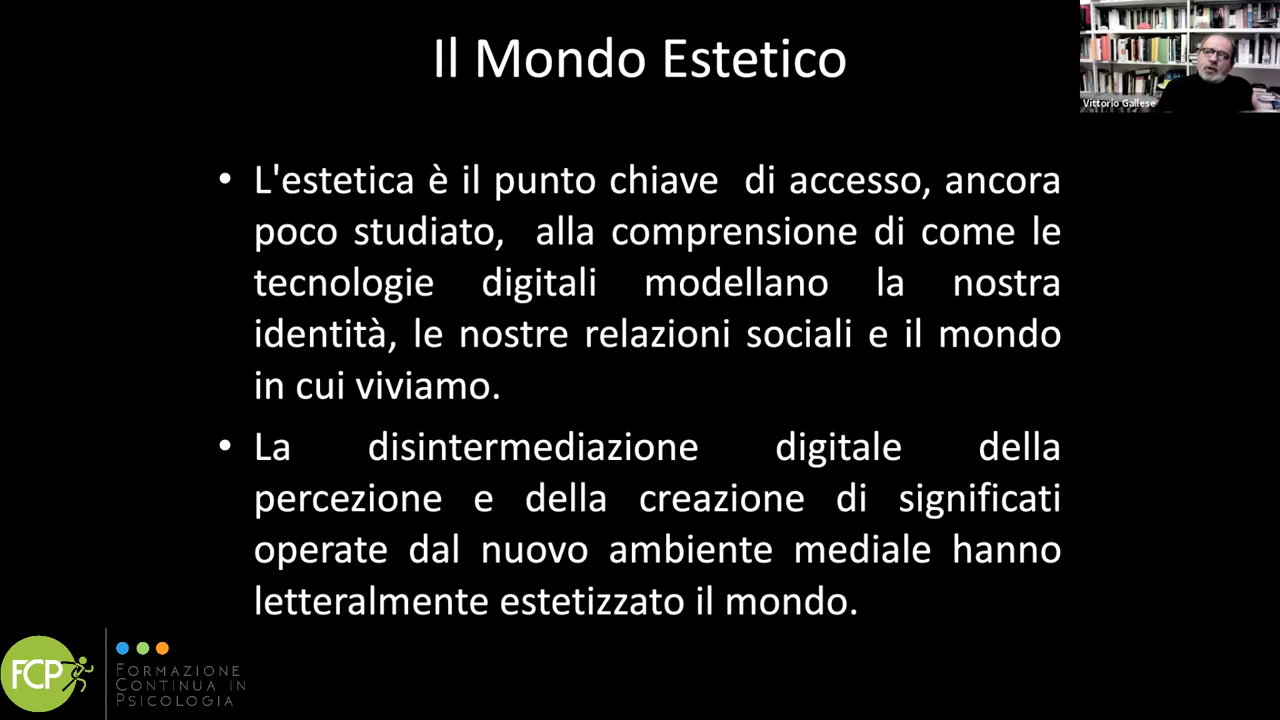 Il Mondo Estetico
Vittorio Gallese
• L'estetica è il punto chiave di accesso, ancora
poco studiato, alla comprensione di come le
tecnologie digitali modellano la nostra
identità, le nostre relazioni sociali e il mondo
in cui viviamo.
• La disintermediazione digitale della
percezione e della creazione di significati
operate dal nuovo ambiente mediale hanno
letteralmente estetizzato il mondo.
FCP
FORMAZIONE
CONTINUA IN
PSICOLOGIA